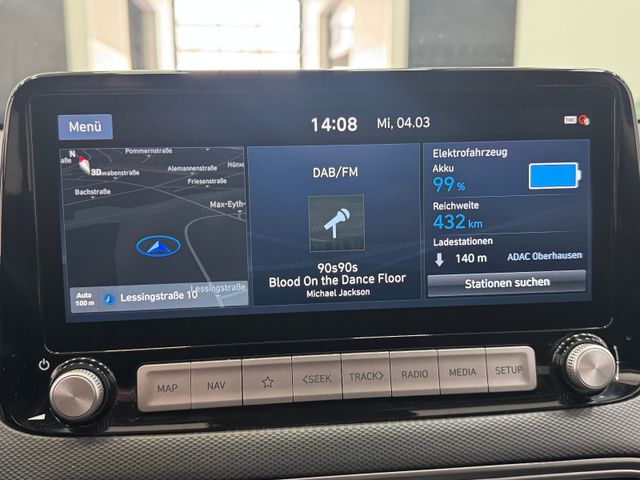 Menü
14:08 Mi, 04.03
TMC
N
3D
Pommernstraße
Alemannenstraße
Friesenstraße
Bachstraße
Max-Eyth-
Lessingstraße
Auto
100 m
Lessingstraße 10
DAB/FM
90s90s
Blood On the Dance Floor
Michael Jackson
Elektrofahrzeug
Akku
99 %
Reichweite
432 km
Ladestationen
140 m ADAC Oberhausen
Stationen suchen
MAP NAV <SEEK TRACK> RADIO MEDIA SETUP